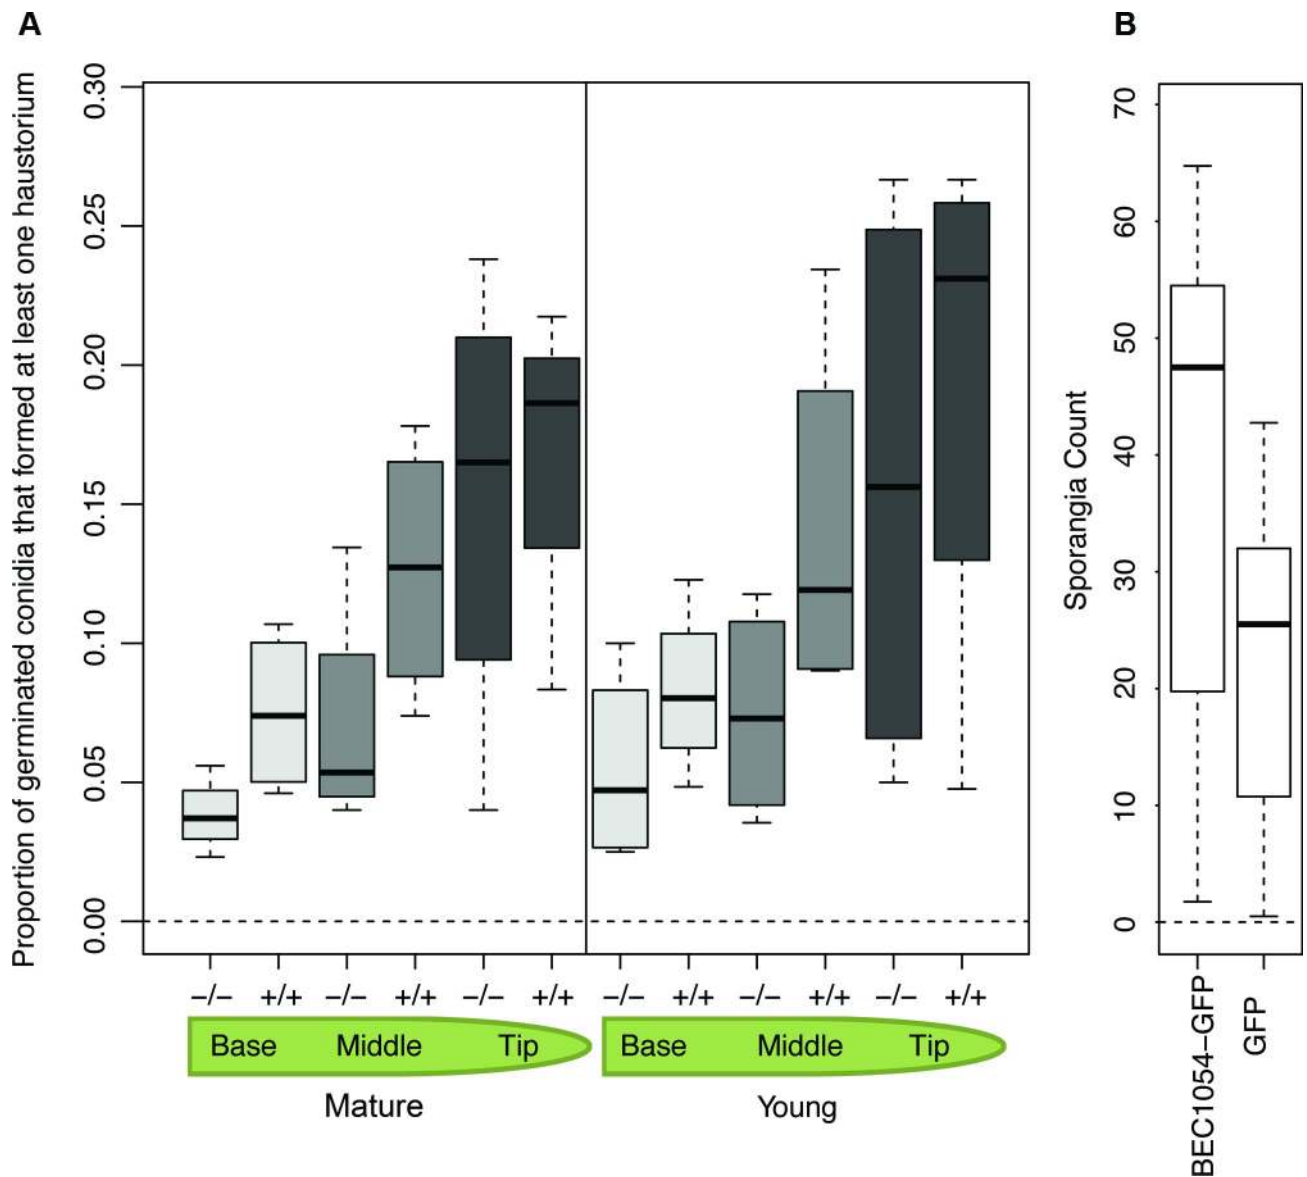 A
B
Proportion of germinated conidia that formed at least one haustorium
0.30
0.25
0.20
0.15
0.10
0.05
0.00
−/− +/+ −/− +/+ −/− +/+ −/− +/+ −/− +/+ −/− +/+
Base Middle Tip Base Middle Tip
Mature Young
Sporangia Count
70
60
50
40
30
20
10
0
BEC1054−GFP
GFP